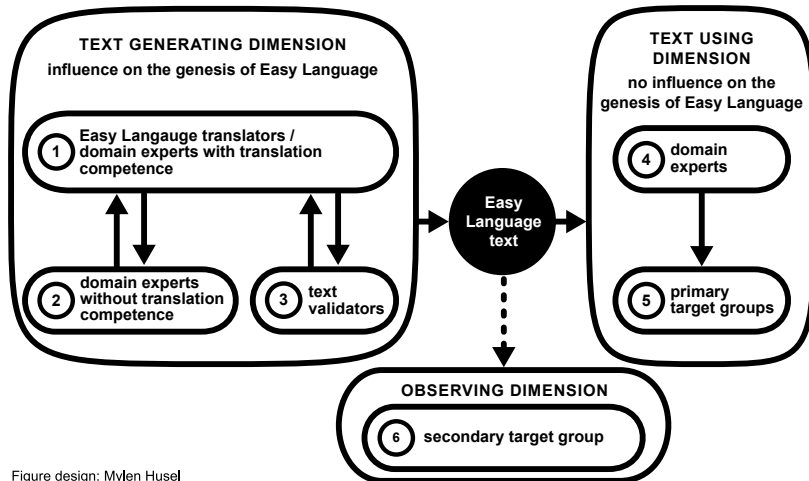 TEXT GENERATING DIMENSION
influence on the genesis of Easy Language
1
Easy Langauge translators /
domain experts with translation
competence
2
domain experts
without translation
competence
3
text
validators
Easy
Language
text
TEXT USING
DIMENSION
no influence on the
genesis of Easy Language
4
domain
experts
5
primary
target groups
OBSERVING DIMENSION
6
secondary target group
Figure design: Mylen Husel